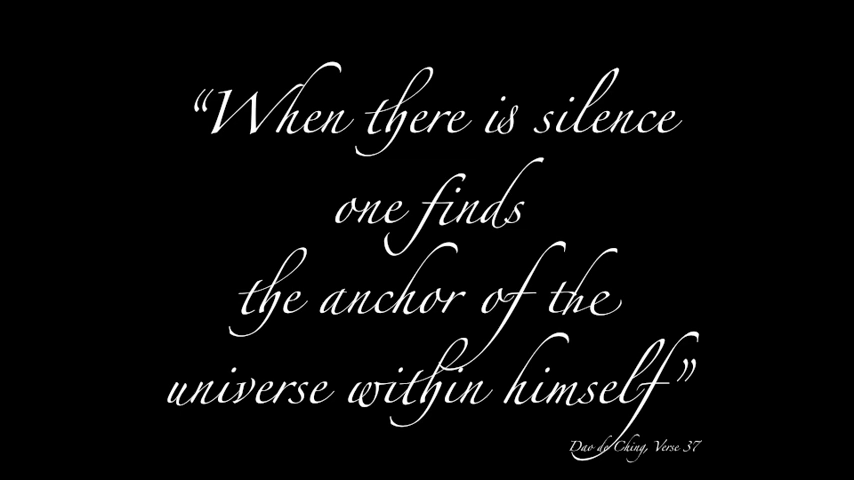 “When there is silence
one finds
the anchor of the
universe within himself”
Dao de Ching, Verse 37